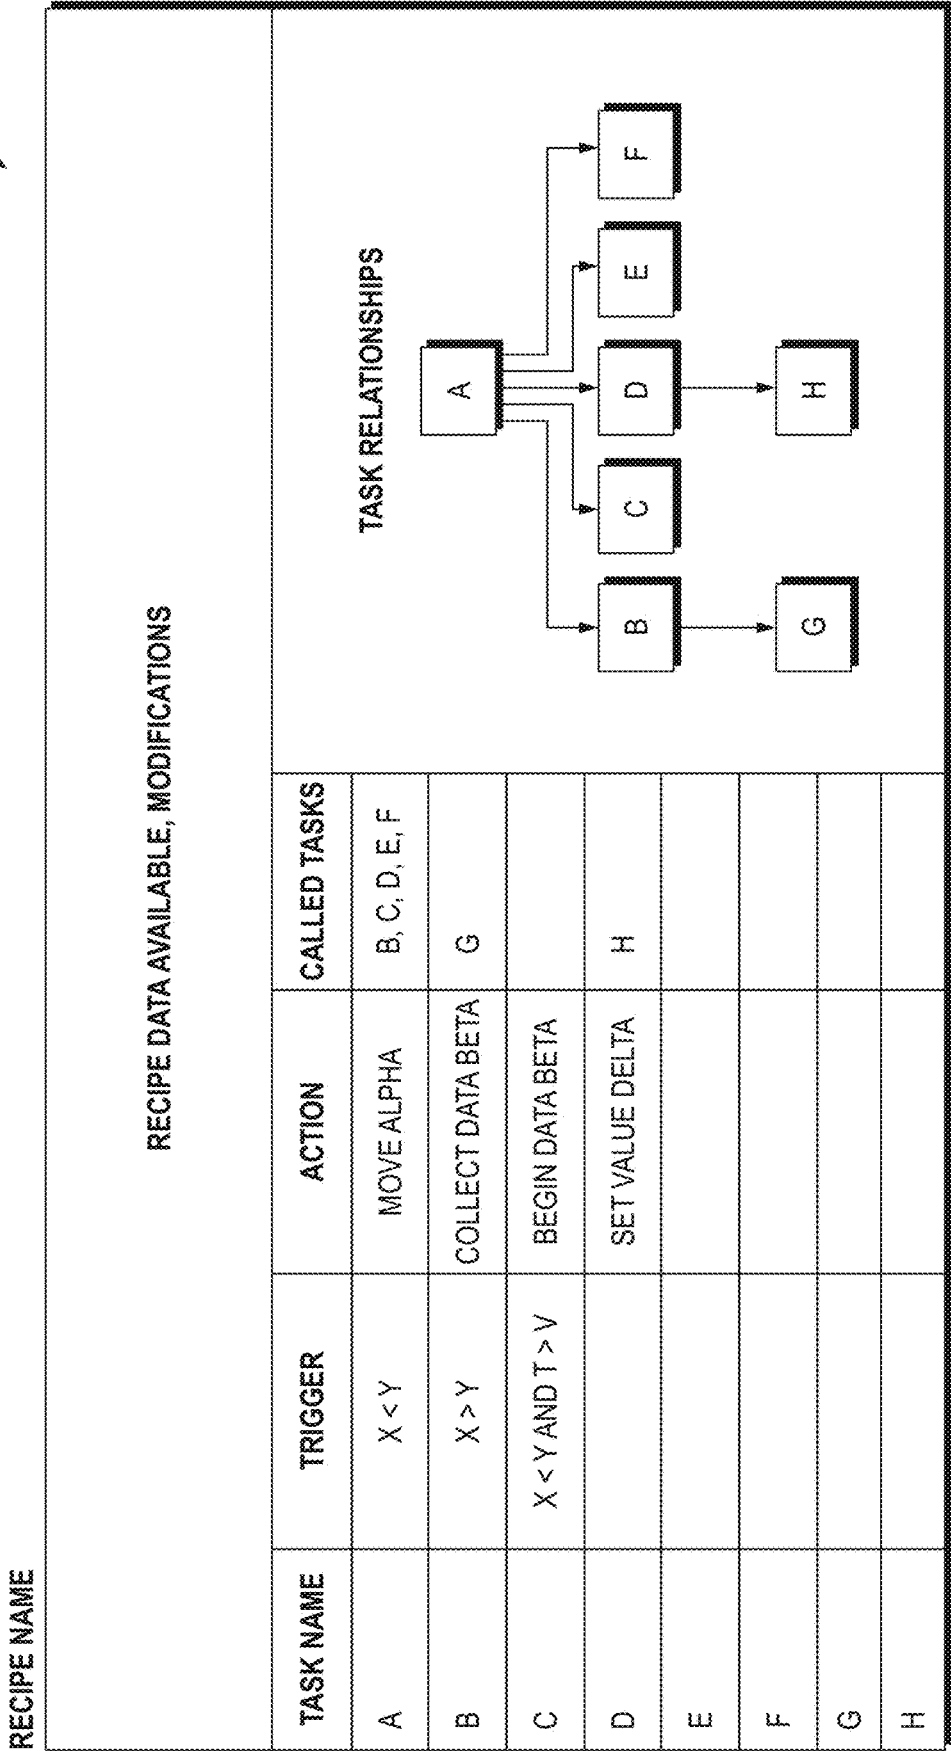 RECIPE NAME
RECIPE DATA AVAILABLE, MODIFICATIONS
TASK NAME TRIGGER ACTION CALLED TASKS
A X < Y MOVE ALPHA B, C, D, E, F
B X > Y COLLECT DATA BETA G
C X < Y AND T > V BEGIN DATA BETA
D SET VALUE DELTA H
E
F
G
H
TASK RELATIONSHIPS
A
B C D E F
G H